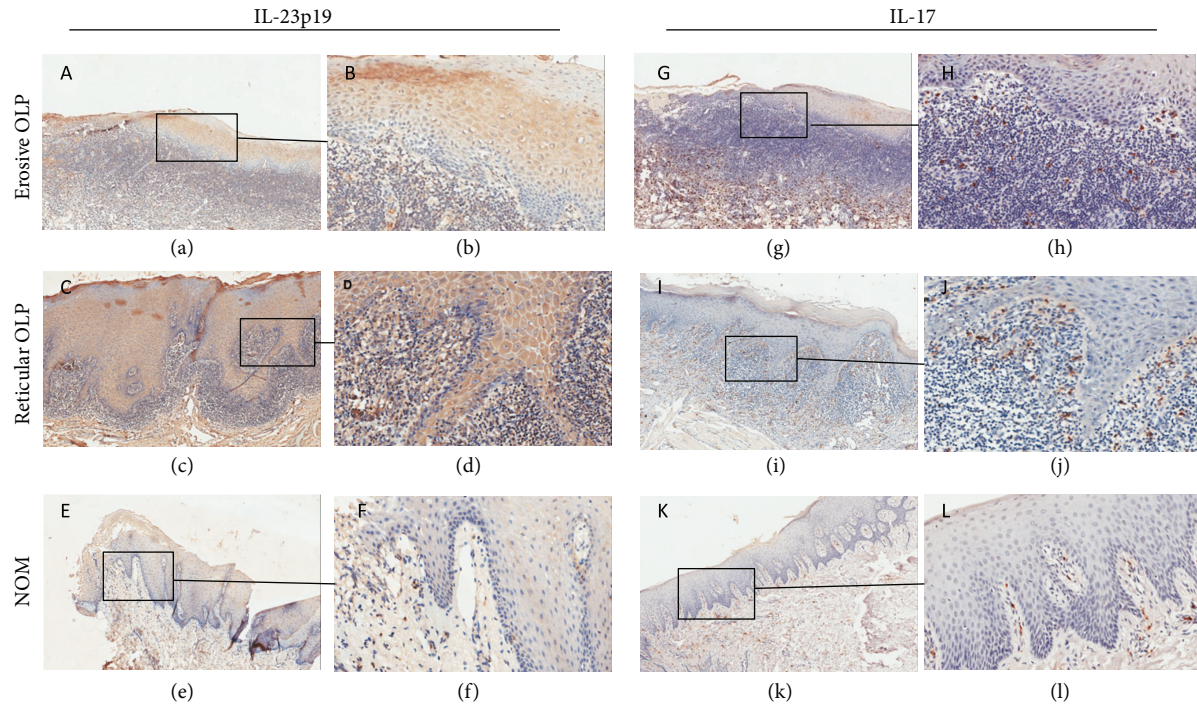 IL-23p19
IL-17
Erosive OLP
A
B
G
H
(a)
(b)
(g)
(h)
Reticular OLP
C
D
I
J
(c)
(d)
(i)
(j)
NOM
E
F
K
L
(e)
(f)
(k)
(l)